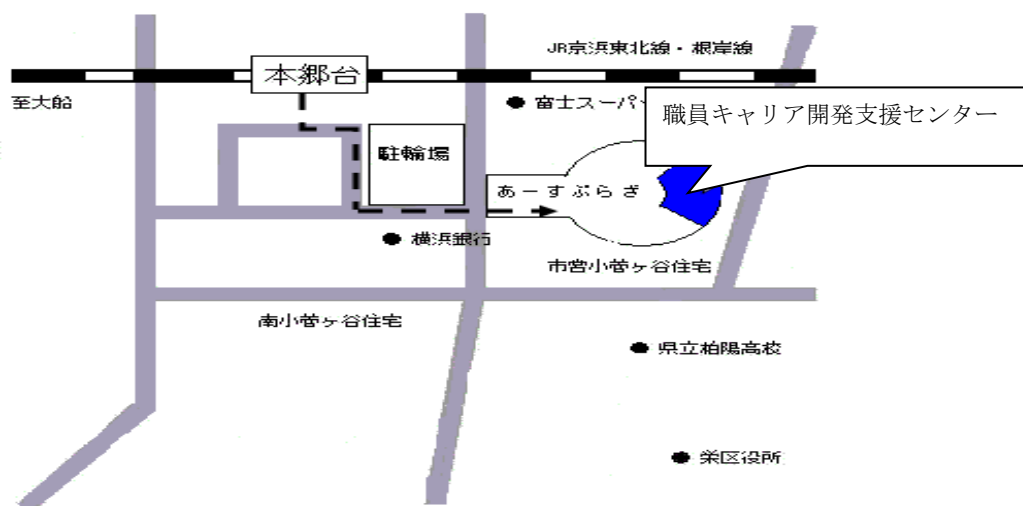 JR京浜東北線・根岸線
本郷台
至大船
富士スーパ
職員キャリア開発支援センター
駐輪場
あーすぷらざ
横浜銀行
市営小菅ヶ谷住宅
南小菅ヶ谷住宅
県立柏陽高校
栄区役所